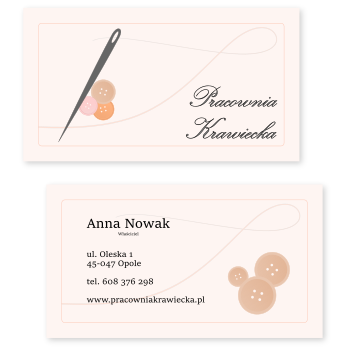 Pracownia
Krawiecka
Anna Nowak
Właściciel
ul. Oleska 1
45-047 Opole
tel. 608 376 298
www.pracowniakrawiecka.pl